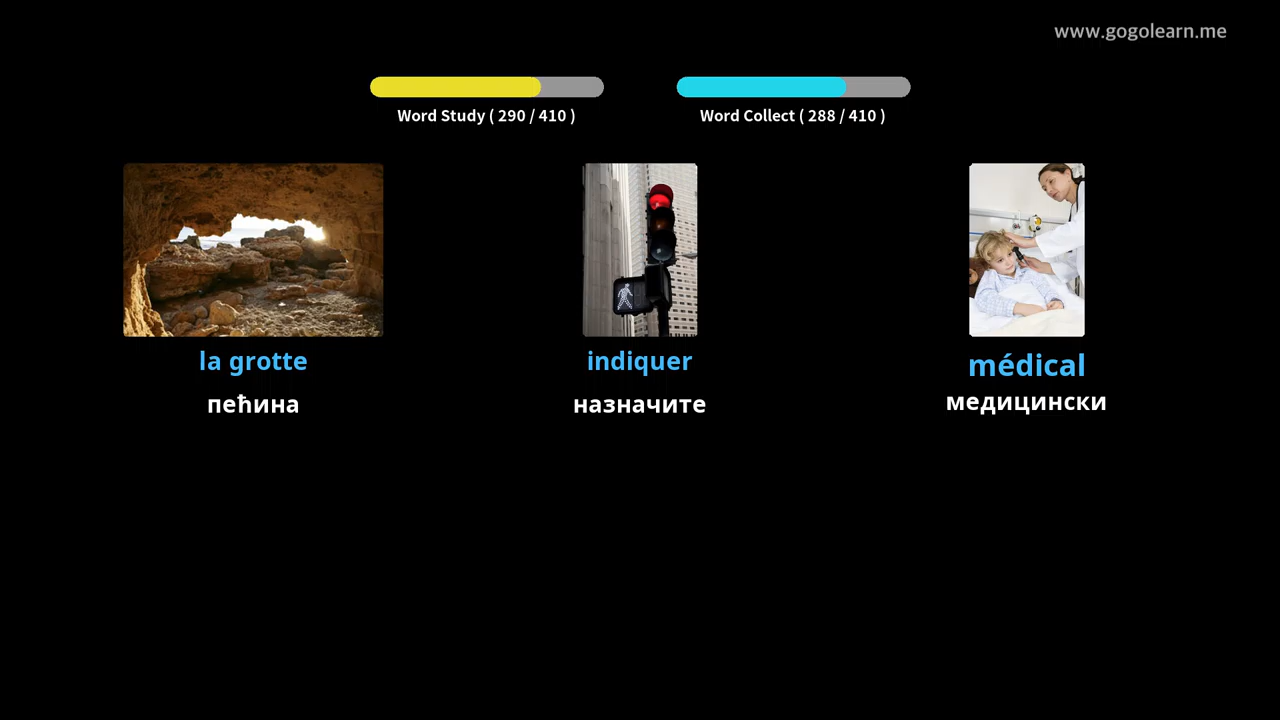 www.gogolearn.me
Word Study ( 290 / 410 )
Word Collect ( 288 / 410 )
la grotte
indiquer
médical
пећина
назначите
медицински